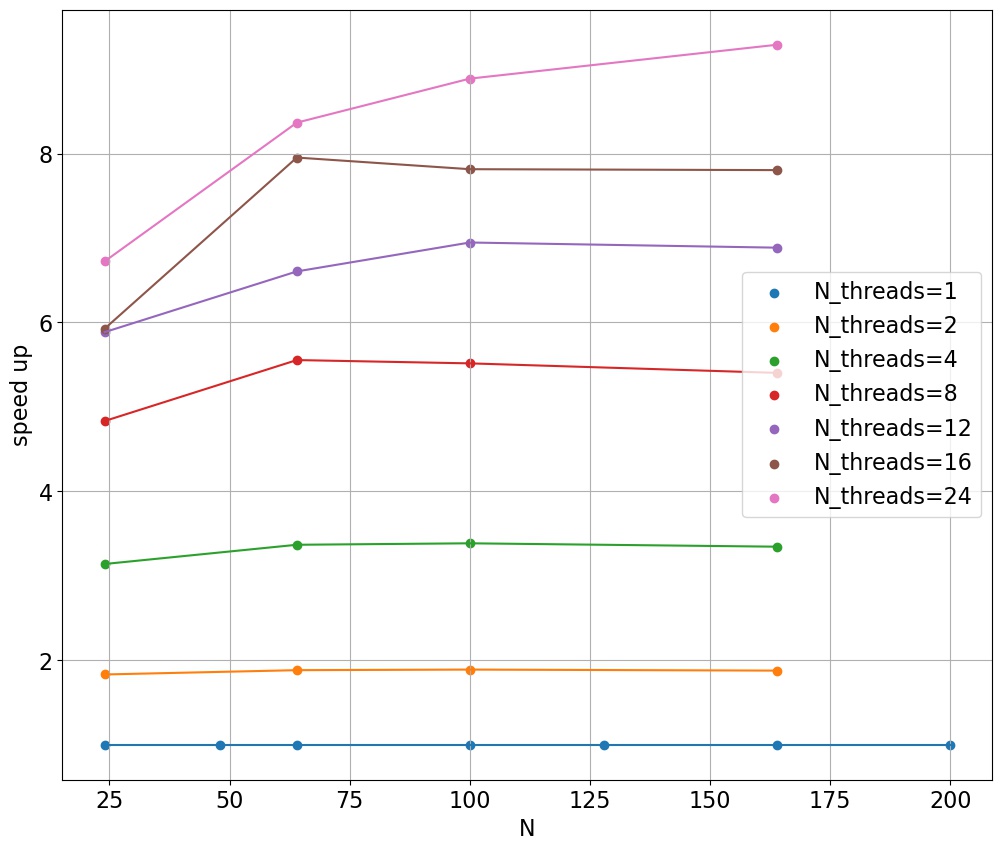 8
6
4
2
speed up
N_threads=1
N_threads=2
N_threads=4
N_threads=8
N_threads=12
N_threads=16
N_threads=24
25 50 75 100 125 150 175 200
N